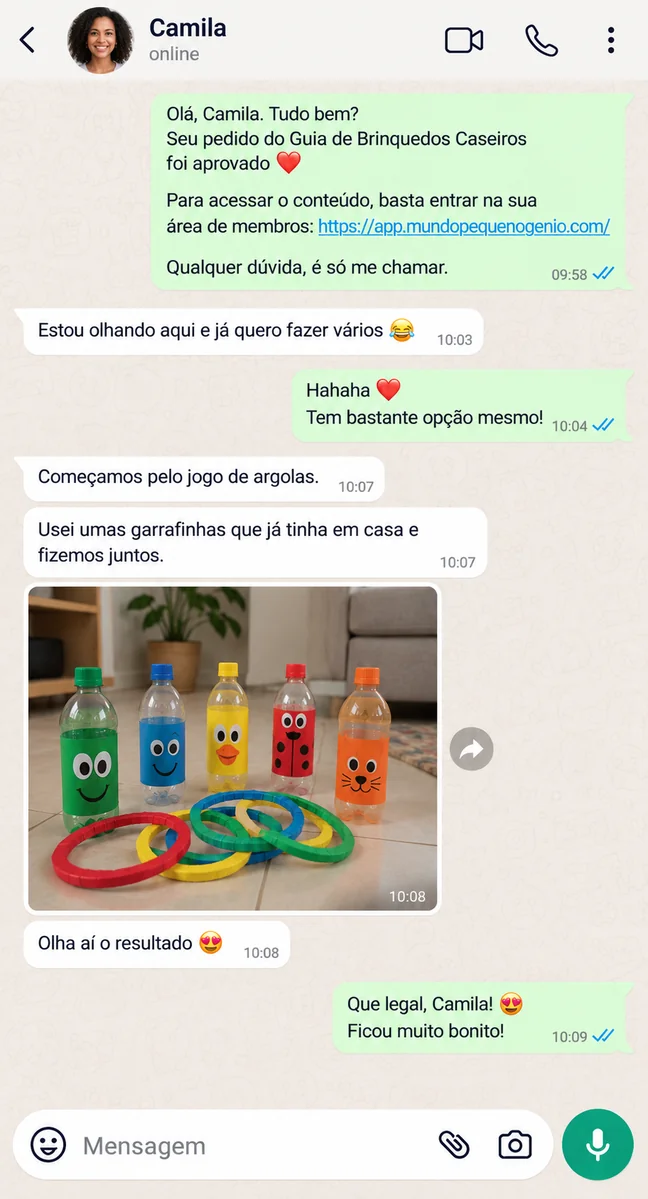 Camila
online
Olá, Camila. Tudo bem?
Seu pedido do Guia de Brinquedos Caseiros
foi aprovado ❤️
Para acessar o conteúdo, basta entrar na sua
área de membros: https://app.mundopequenogenio.com/
Qualquer dúvida, é só me chamar.
09:58
Estou olhando aqui e já quero fazer vários 😂
10:03
Hahaha ❤️
Tem bastante opção mesmo!
10:04
Começamos pelo jogo de argolas.
10:07
Usei umas garrafinhas que já tinha em casa e
fizemos juntos.
10:07
10:08
Olha aí o resultado 😍
10:08
Que legal, Camila! 😍
Ficou muito bonito!
10:09
Mensagem